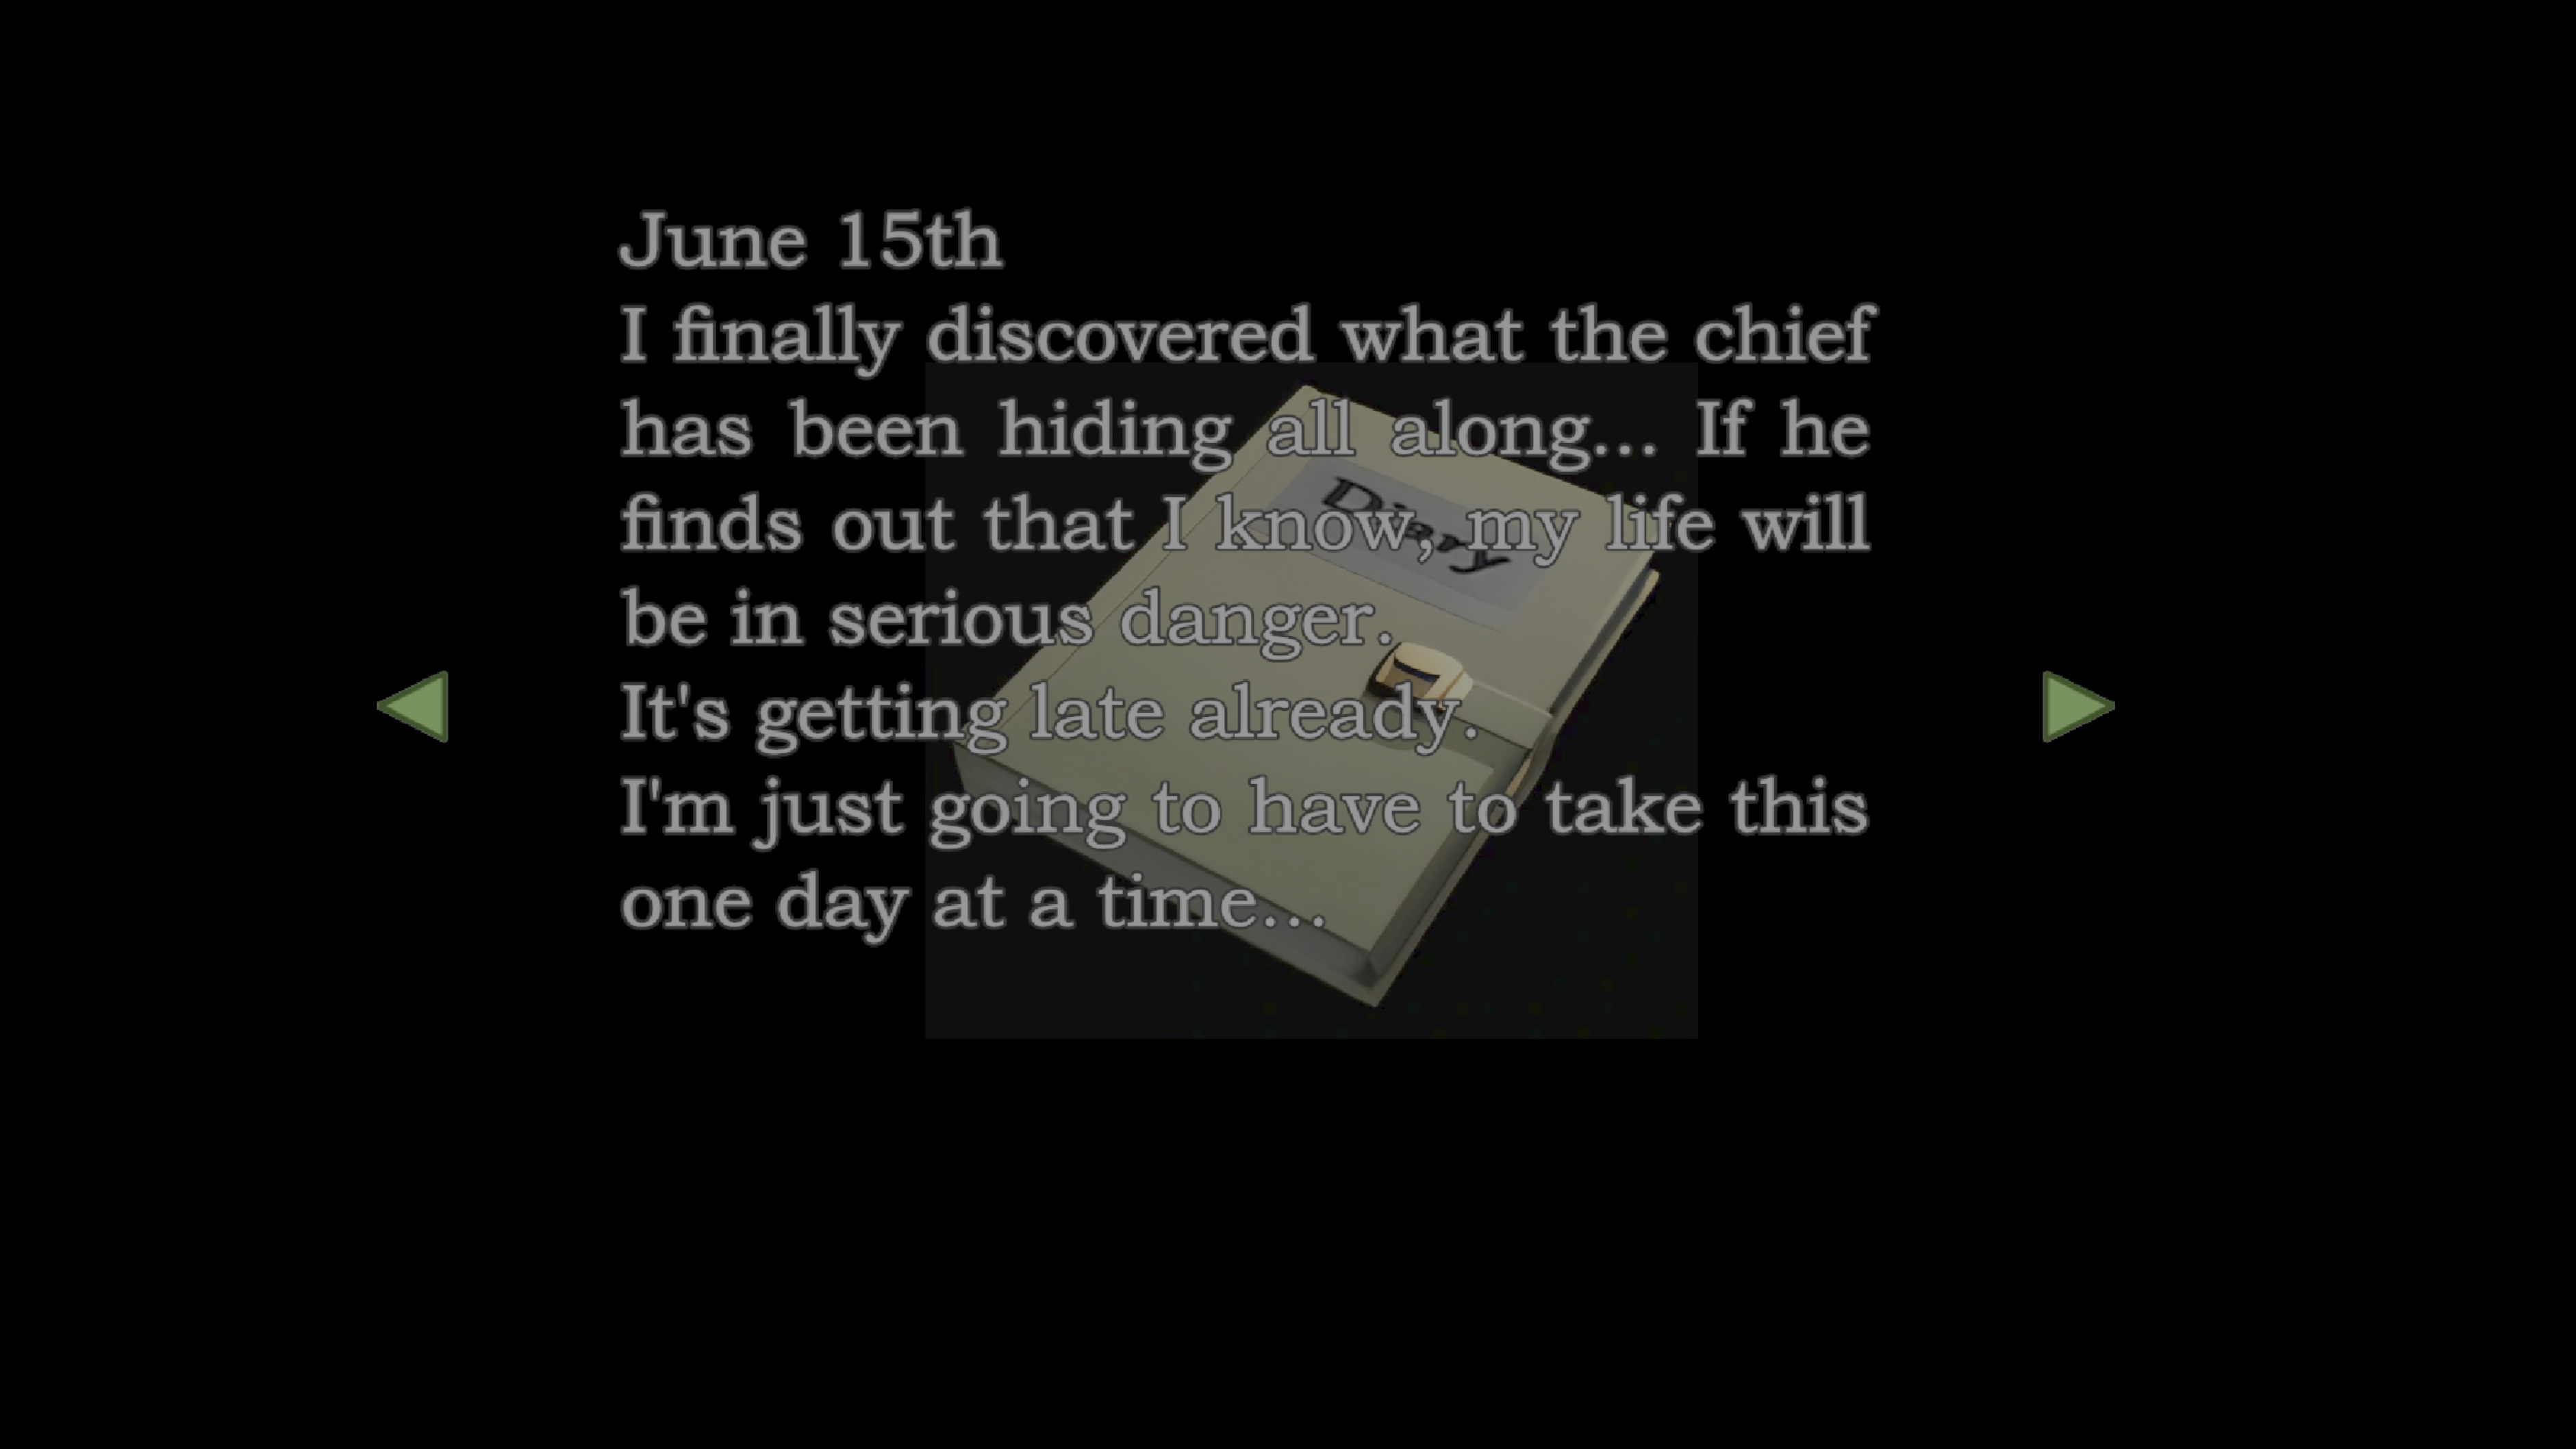 June 15th
I finally discovered what the chief
has been hiding all along... If he
finds out that I know, my life will
be in serious danger.
It's getting late already.
I'm just going to have to take this
one day at a time...
Diary